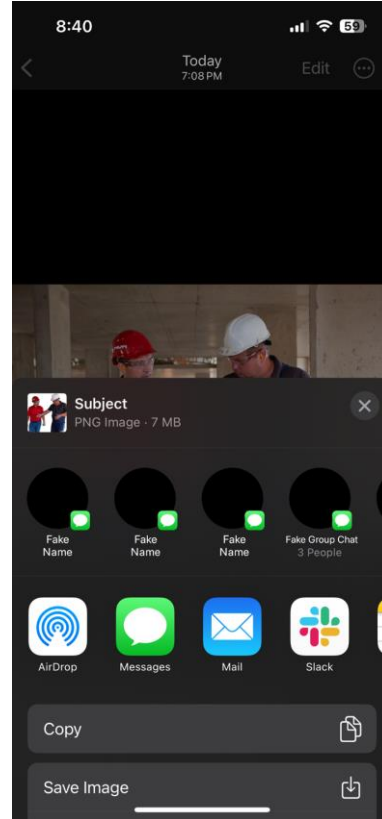 8:40
59
Today
7:08 PM
Edit
Subject
PNG Image · 7 MB
Fake
Name
Fake
Name
Fake
Name
Fake Group Chat
3 People
AirDrop
Messages
Mail
Slack
Copy
Save Image